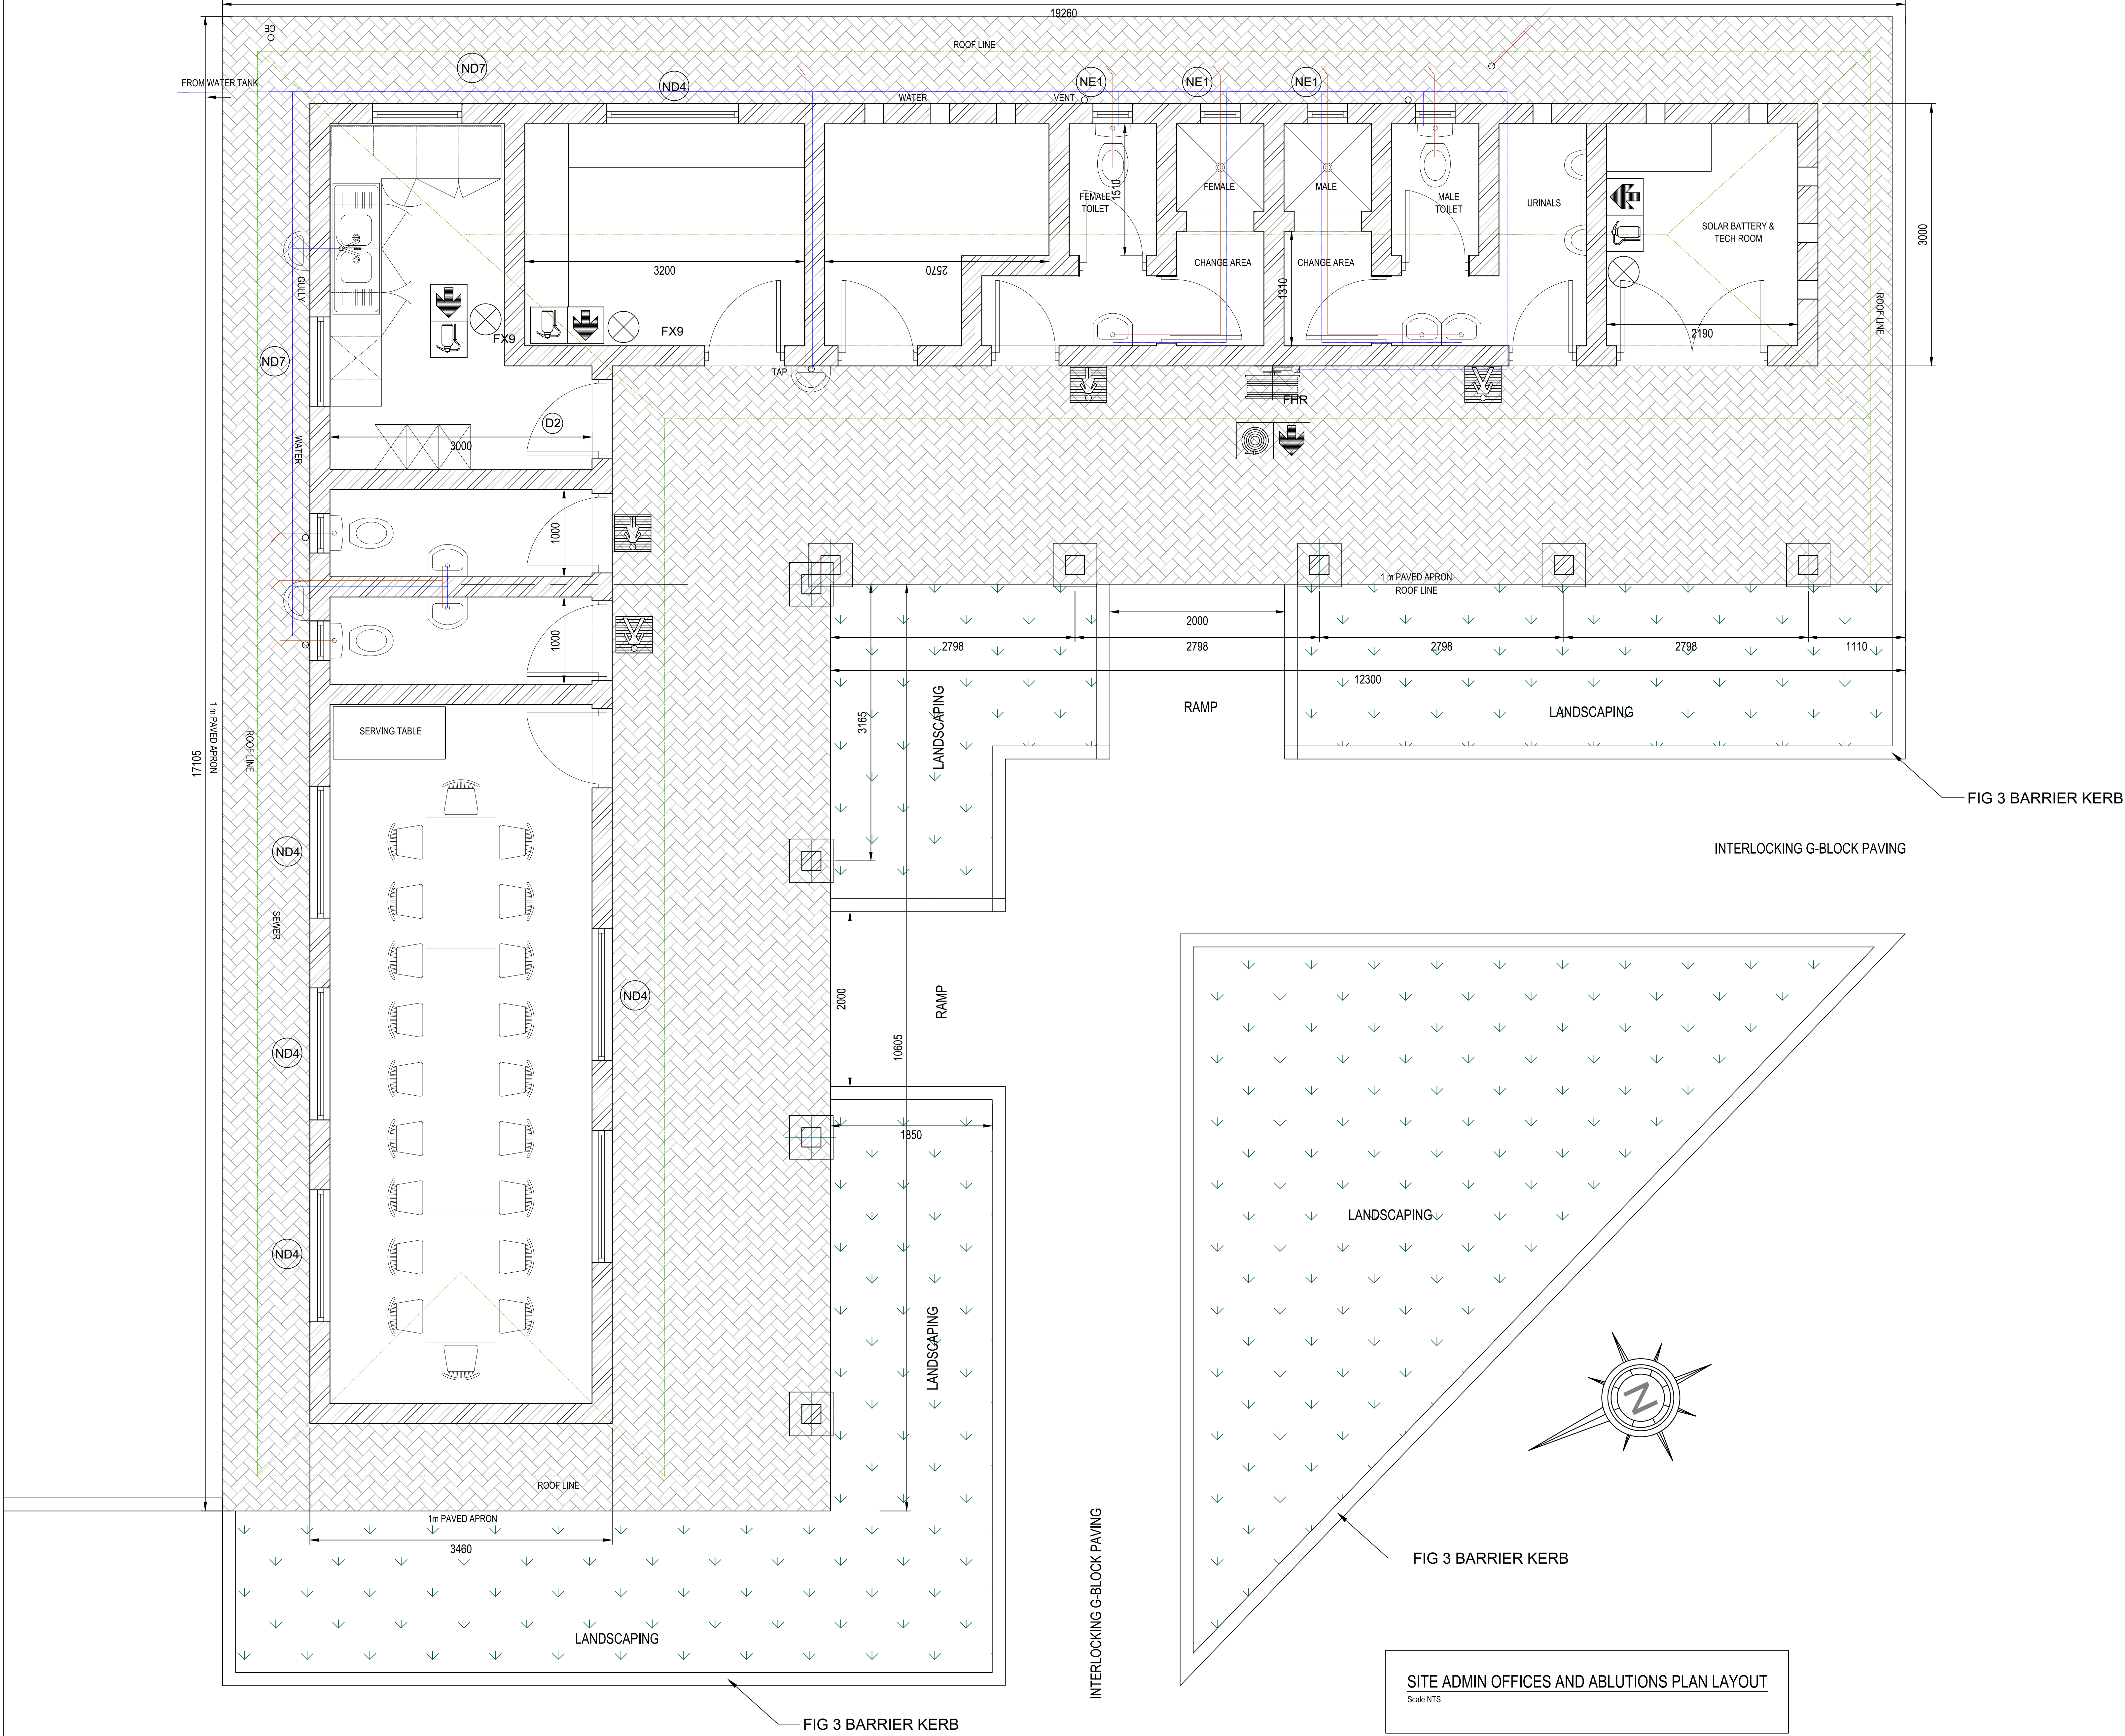 19260
CE
ROOF LINE
ND7
FROM WATER TANK
ND4
NE1
NE1
NE1
WATER
VENT
3000
FEMALE
TOILET
1510
FEMALE
MALE
MALE
TOILET
URINALS
SOLAR BATTERY &
TECH ROOM
3200
2570
CHANGE AREA
CHANGE AREA
1310
GULLY
ROOF LINE
FX9
FX9
2190
ND7
TAP
FHR
D2
3000
WATER
1000
1000
1 m PAVED APRON
ROOF LINE
2000
2798
2798
2798
2798
1110
12300
3165
LANDSCAPING
RAMP
LANDSCAPING
SERVING TABLE
1 m PAVED APRON
ROOF LINE
17105
FIG 3 BARRIER KERB
INTERLOCKING G-BLOCK PAVING
ND4
SEWER
ND4
2000
RAMP
10605
ND4
1850
LANDSCAPING
ND4
LANDSCAPING
N
ROOF LINE
1m PAVED APRON
3460
INTERLOCKING G-BLOCK PAVING
FIG 3 BARRIER KERB
LANDSCAPING
SITE ADMIN OFFICES AND ABLUTIONS PLAN LAYOUT
Scale NTS
FIG 3 BARRIER KERB